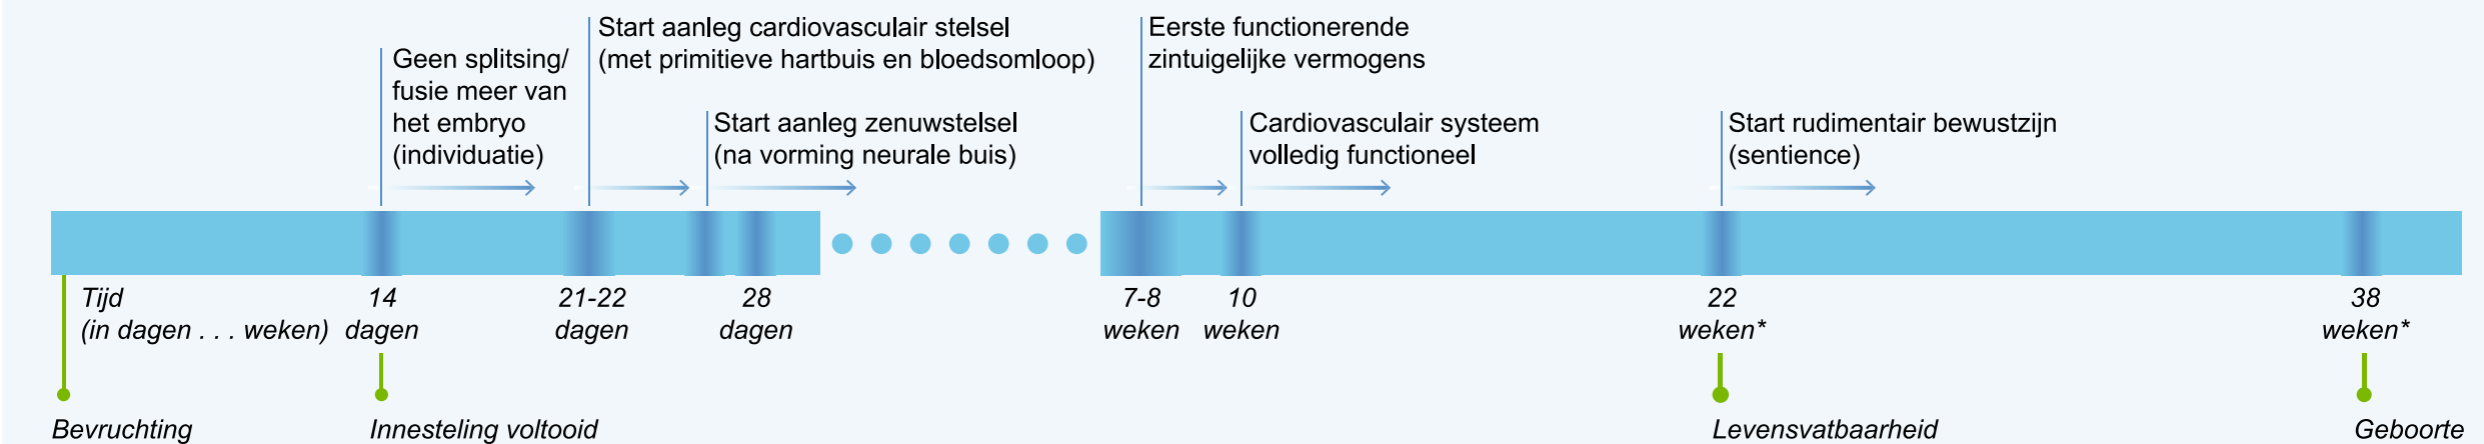 Geen splitsing/
fusie meer van
het embryo
(individuatie)
Start aanleg cardiovasculair stelsel
(met primitieve hartbuis en bloedsomloop)
Start aanleg zenuwstelsel
(na vorming neurale buis)
Eerste functionerende
zintuigelijke vermogens
Cardiovasculair systeem
volledig functioneel
Start rudimentair bewustzijn
(sentience)
Tijd
(in dagen . . . weken)
14
dagen
21-22
dagen
28
dagen
7-8
weken
10
weken
22
weken*
38
weken*
Bevruchting
Innesteling voltooid
Levensvatbaarheid
Geboorte